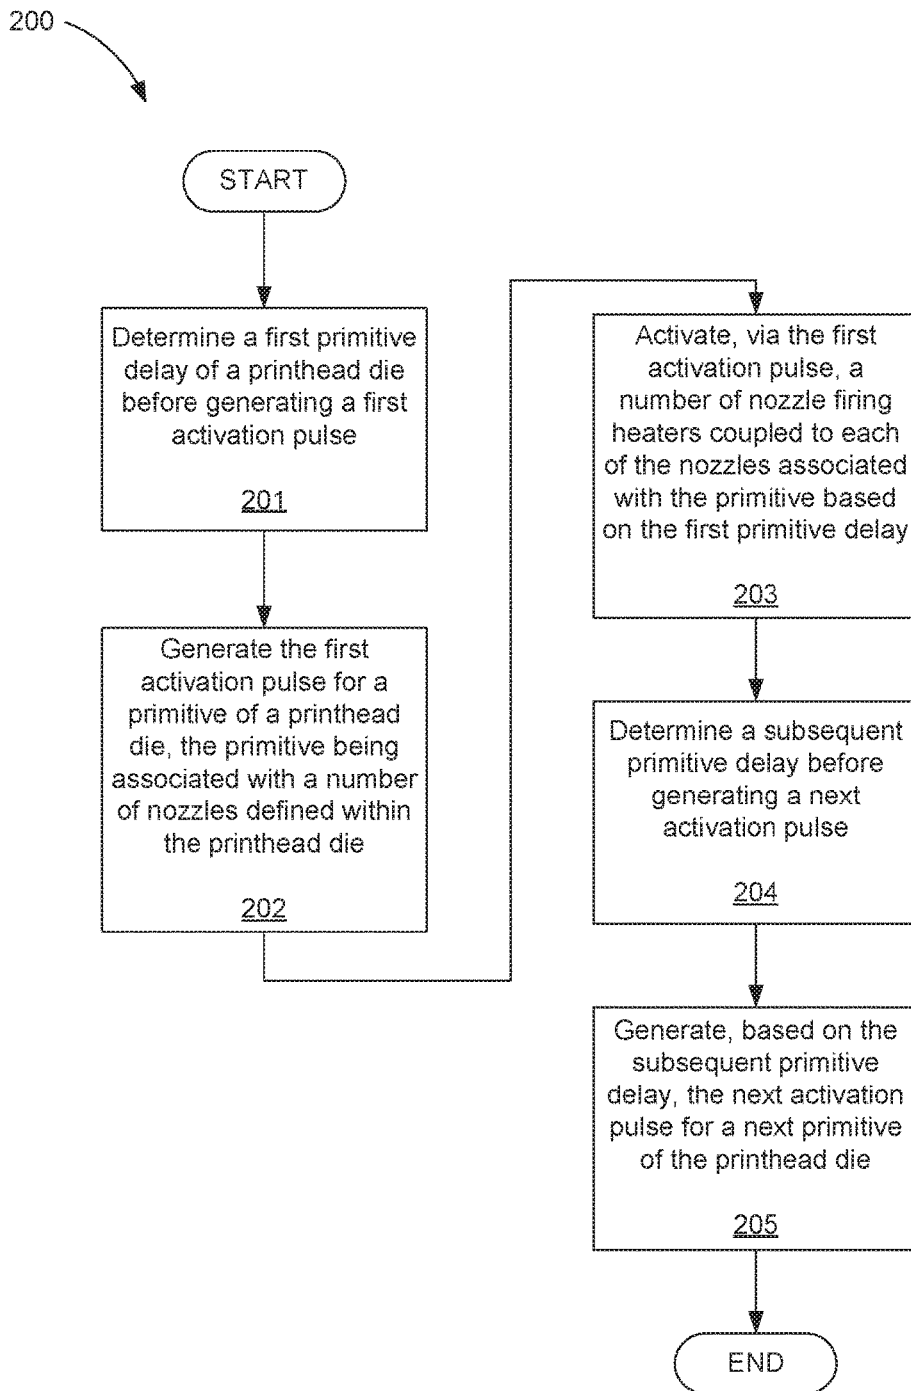 200
START
Determine a first primitive
delay of a printhead die
before generating a first
activation pulse
201
Generate the first
activation pulse for a
primitive of a printhead
die, the primitive being
associated with a number
of nozzles defined within
the printhead die
202
Activate, via the first
activation pulse, a
number of nozzle firing
heaters coupled to each
of the nozzles associated
with the primitive based
on the first primitive delay
203
Determine a subsequent
primitive delay before
generating a next
activation pulse
204
Generate, based on the
subsequent primitive
delay, the next activation
pulse for a next primitive
of the printhead die
205
END